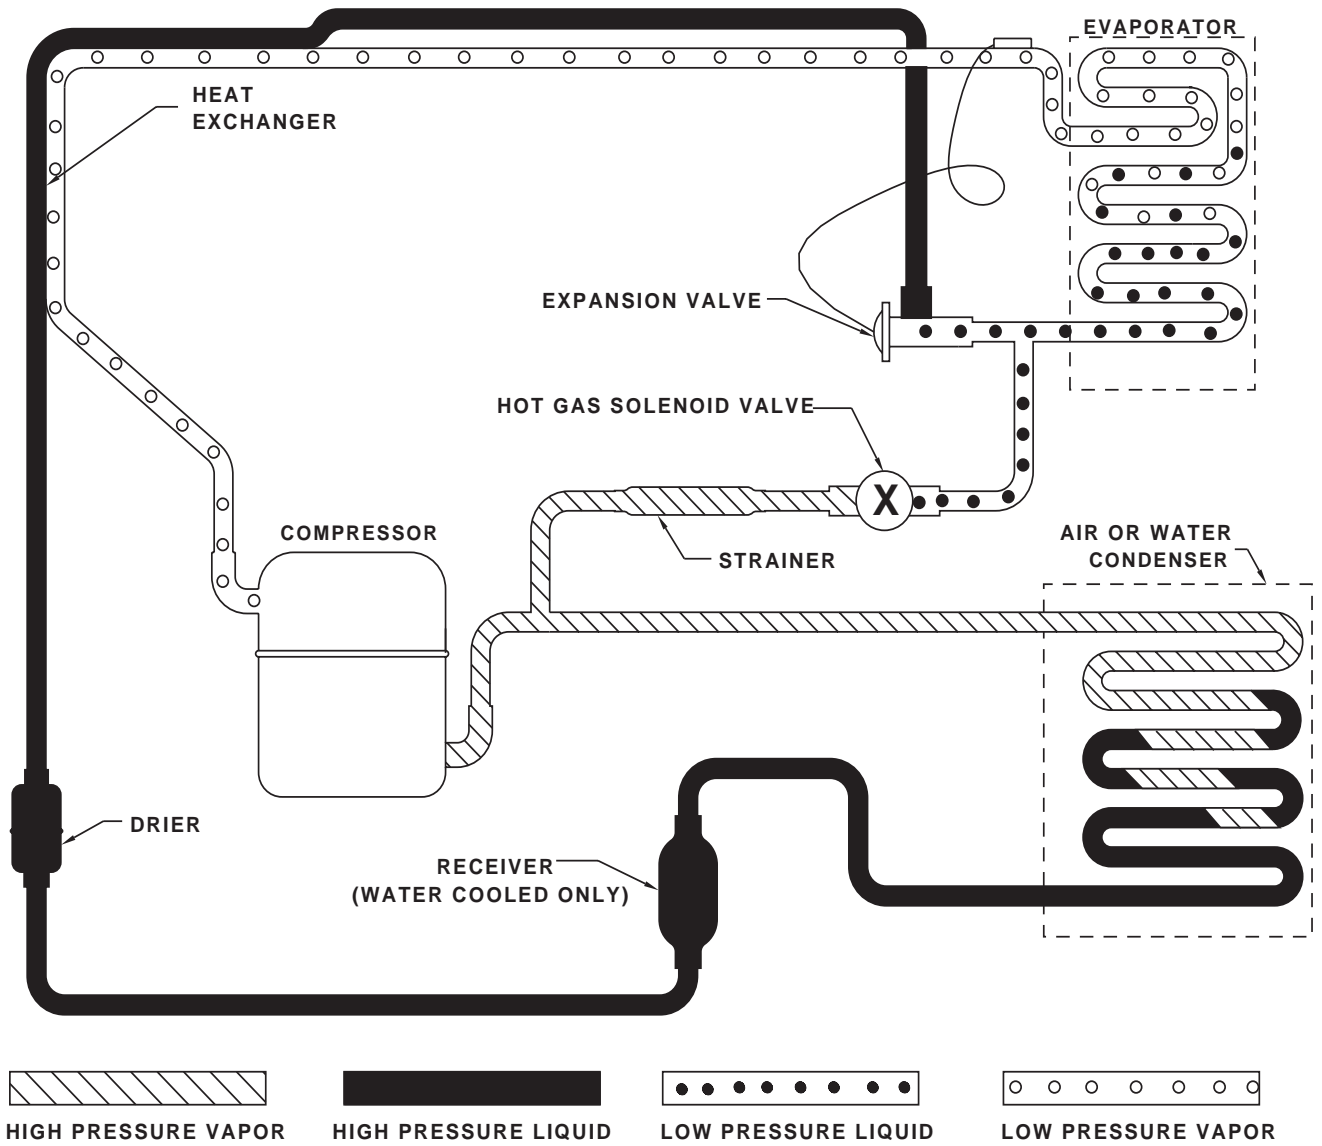 EVAPORATOR
HEAT
EXCHANGER
EXPANSION VALVE
HOT GAS SOLENOID VALVE
X
COMPRESSOR
STRAINER
AIR OR WATER
CONDENSER
DRIER
RECEIVER
(WATER COOLED ONLY)
HIGH PRESSURE VAPOR
HIGH PRESSURE LIQUID
LOW PRESSURE LIQUID
LOW PRESSURE VAPOR